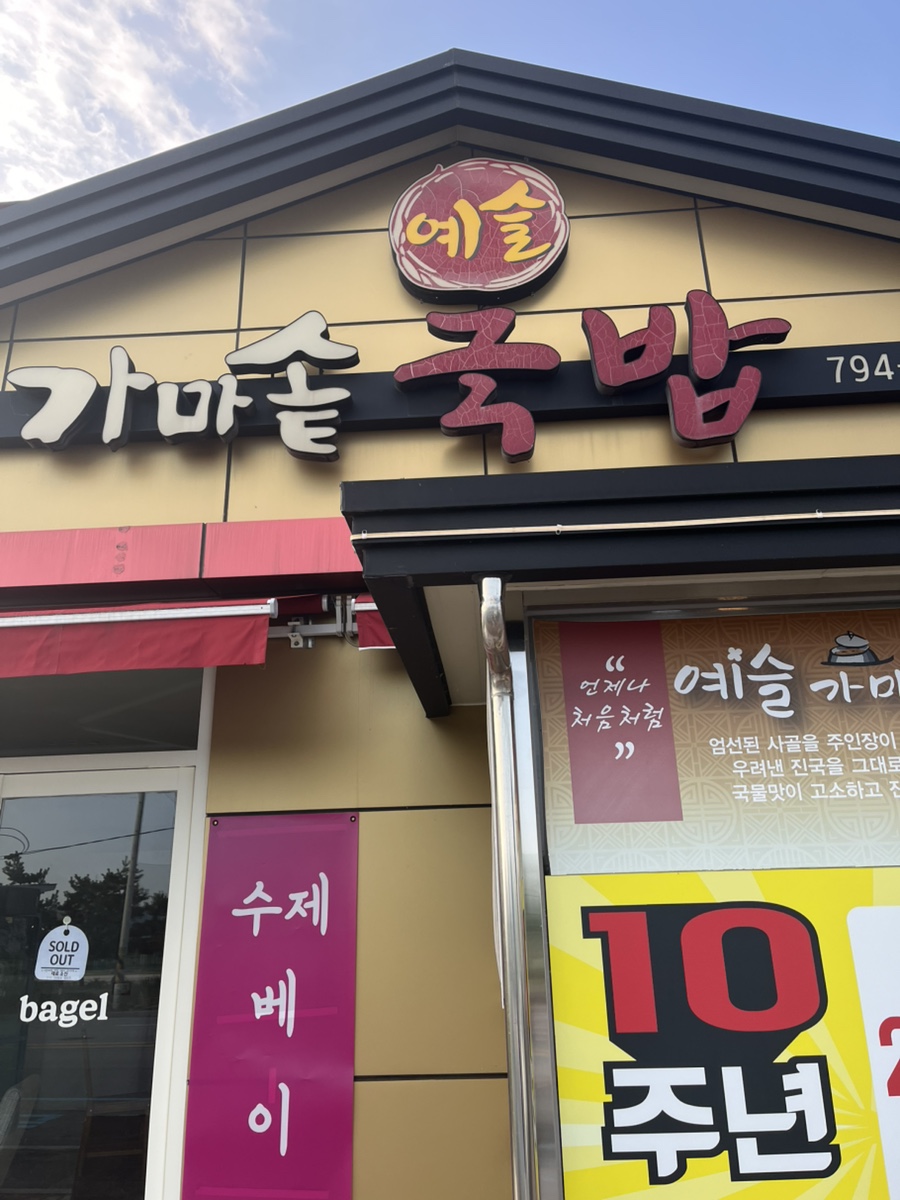 예슬
가마솥 국밥 794-
“
언제나
처음처럼
”
예슬 가마
엄선된 사골을 주인장이
우려낸 진국을 그대로
국물맛이 고소하고 진
10
주년
2
수제
베
이
SOLD
OUT
bagel